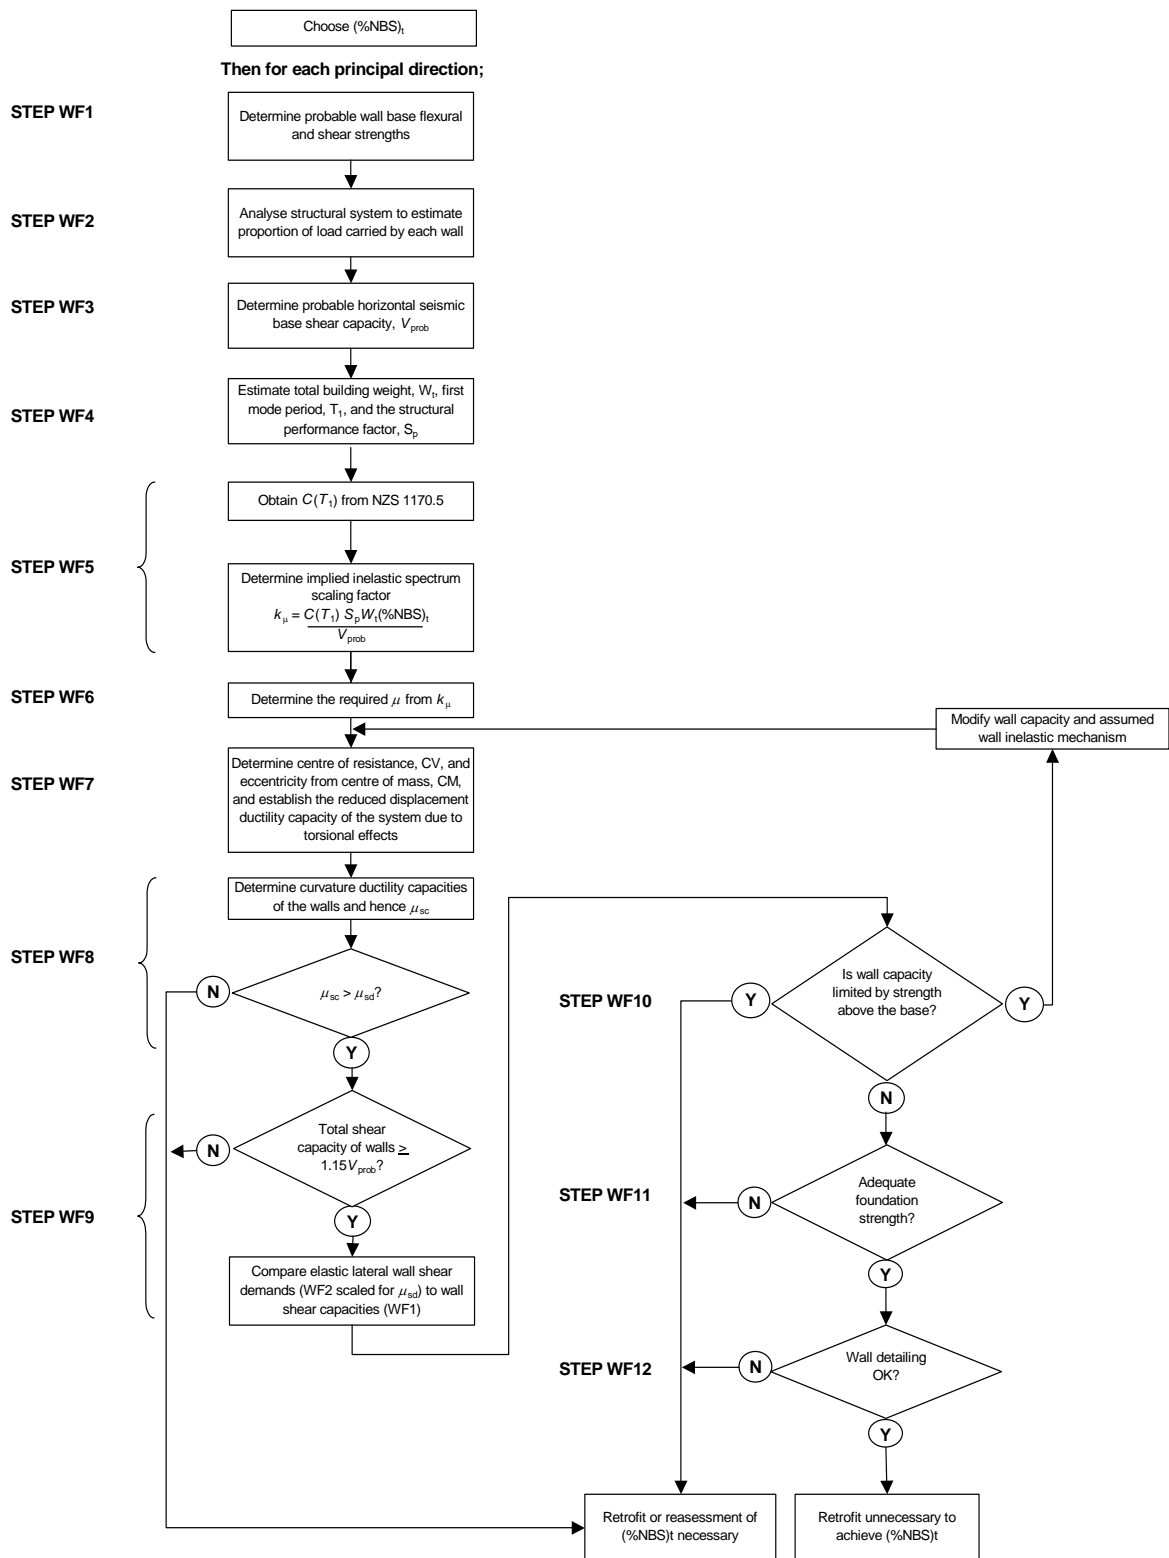 Choose (%NBS)t
Then for each principal direction;
STEP WF1
Determine probable wall base flexural
and shear strengths
STEP WF2
Analyse structural system to estimate
proportion of load carried by each wall
STEP WF3
Determine probable horizontal seismic
base shear capacity, Vprob
STEP WF4
Estimate total building weight, Wt, first
mode period, T1, and the structural
performance factor, Sp
STEP WF5
Obtain C(T1) from NZS 1170.5
Determine implied inelastic spectrum
scaling factor
kμ = C(T1) SpWt(%NBS)t
Vprob
STEP WF6
Determine the required μ from kμ
Modify wall capacity and assumed
wall inelastic mechanism
STEP WF7
Determine centre of resistance, CV, and
eccentricity from centre of mass, CM,
and establish the reduced displacement
ductility capacity of the system due to
torsional effects
STEP WF8
Determine curvature ductility capacities
of the walls and hence μsc
N
μsc > μsd?
Y
STEP WF9
N
Total shear
capacity of walls ≥
1.15Vprob?
Y
Compare elastic lateral wall shear
demands (WF2 scaled for μsd) to wall
shear capacities (WF1)
STEP WF10
Y
Is wall capacity
limited by strength
above the base?
Y
N
STEP WF11
N
Adequate
foundation
strength?
Y
STEP WF12
N
Wall detailing
OK?
Y
Retrofit or reassessment of
(%NBS)t necessary
Retrofit unnecessary to
achieve (%NBS)t